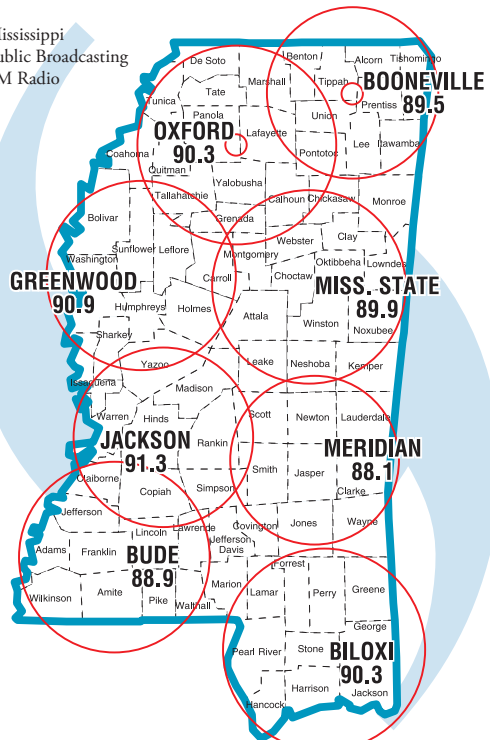 Mississippi
Public Broadcasting
FM Radio
De Soto
Benton
Alcorn
Tishomingo
Marshall
Tippah
BOONEVILLE
89.5
Tate
Tunica
Prentiss
Panola
Union
OXFORD
90.3
Lafayette
Lee
Itawamba
Coahoma
Pontotoc
Quitman
Yalobusha
Tallahatchie
Calhoun
Chickasaw
Monroe
Bolivar
Grenada
Webster
Clay
Sunflower
Leflore
Montgomery
Washington
Oktibbeha
Lowndes
Choctaw
GREENWOOD
90.9
Carroll
MISS. STATE
89.9
Humphreys
Holmes
Attala
Winston
Noxubee
Sharkey
Yazoo
Leake
Neshoba
Kemper
Issaquena
Madison
Warren
Hinds
Scott
Newton
Lauderdale
JACKSON
91.3
Rankin
MERIDIAN
88.1
Smith
Jasper
Claiborne
Copiah
Simpson
Clarke
Jefferson
Lincoln
Lawrence
Covington
Jones
Wayne
Jefferson
Davis
Adams
Franklin
BUDE
88.9
Forrest
Marion
Lamar
Perry
Greene
Wilkinson
Amite
Pike
Walthall
George
Pearl River
Stone
BILOXI
90.3
Harrison
Jackson
Hancock